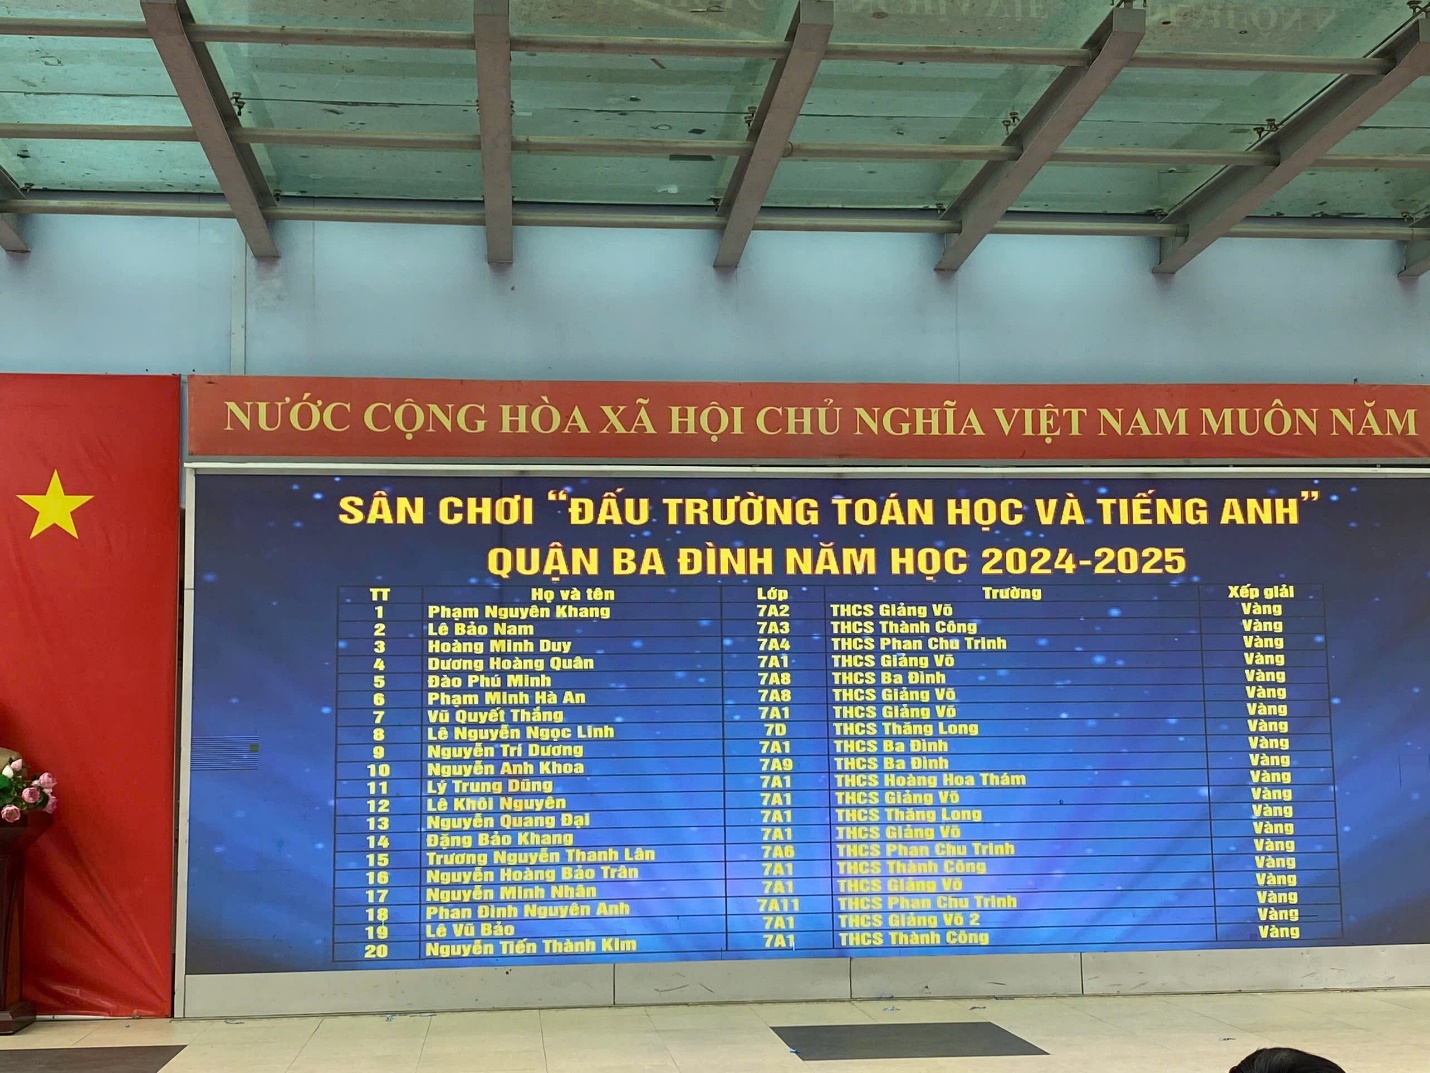 NƯỚC CỘNG HÒA XÃ HỘI CHỦ NGHĨA VIỆT NAM MUÔN NĂM
SÂN CHƠI “ĐẤU TRƯỜNG TOÁN HỌC VÀ TIẾNG ANH”
QUẬN BA ĐÌNH NĂM HỌC 2024-2025
TT Họ và tên Lớp Trường Xếp giải
1 Phạm Nguyên Khang 7A2 THCS Giảng Võ Vàng
2 Lê Bảo Nam 7A3 THCS Thành Công Vàng
3 Hoàng Minh Duy 7A4 THCS Phan Chu Trinh Vàng
4 Dương Hoàng Quân 7A1 THCS Giảng Võ Vàng
5 Đào Phú Minh 7A8 THCS Ba Đình Vàng
6 Phạm Minh Hà An 7A8 THCS Giảng Võ Vàng
7 Vũ Quyết Thắng 7A1 THCS Giảng Võ Vàng
8 Lê Nguyễn Ngọc Linh 7D THCS Thăng Long Vàng
9 Nguyễn Trí Dương 7A1 THCS Ba Đình Vàng
10 Nguyễn Anh Khoa 7A9 THCS Ba Đình Vàng
11 Lý Trung Dũng 7A1 THCS Hoàng Hoa Thám Vàng
12 Lê Khôi Nguyên 7A1 THCS Giảng Võ Vàng
13 Nguyễn Quang Đại 7A1 THCS Thăng Long Vàng
14 Đặng Bảo Khang 7A1 THCS Giảng Võ Vàng
15 Trương Nguyễn Thanh Lân 7A6 THCS Phan Chu Trinh Vàng
16 Nguyễn Hoàng Bảo Trân 7A1 THCS Thành Công Vàng
17 Nguyễn Minh Nhân 7A1 THCS Giảng Võ Vàng
18 Phan Đình Nguyên Anh 7A11 THCS Phan Chu Trinh Vàng
19 Lê Vũ Bảo 7A1 THCS Giảng Võ 2 Vàng
20 Nguyễn Tiến Thành Kim 7A1 THCS Thành Công Vàng